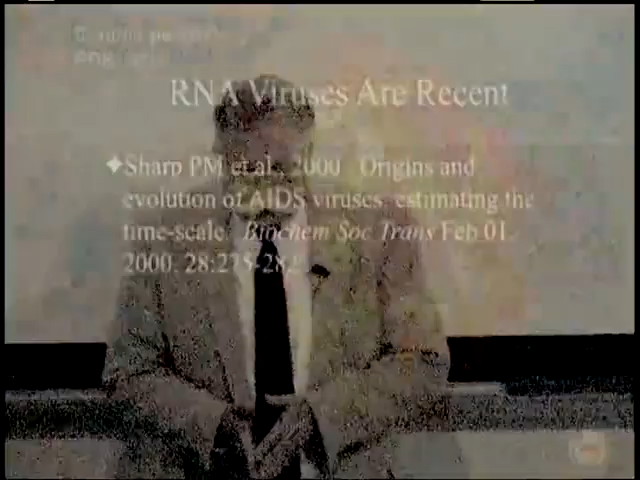 RNA Viruses Are Recent
Sharp PM et al. 2000 Origins and
evolution of AIDS viruses: estimating the
time-scale. Biochem Soc Trans Feb 01,
2000. 28:275-282